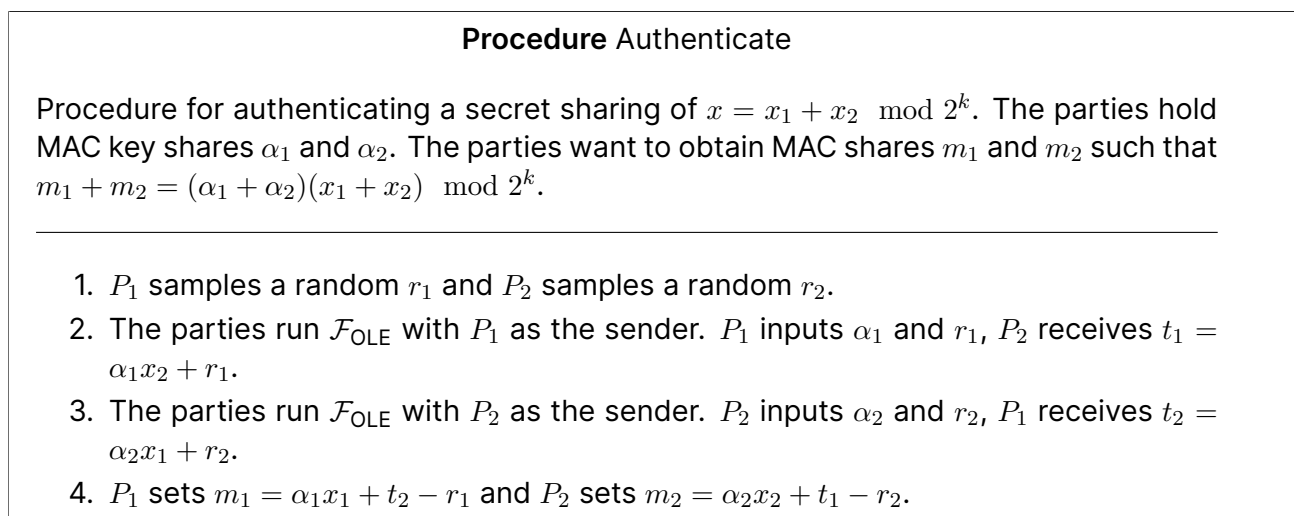 Procedure Authenticate
Procedure for authenticating a secret sharing of x = x₁ + x₂ mod 2ᵏ. The parties hold
MAC key shares α₁ and α₂. The parties want to obtain MAC shares m₁ and m₂ such that
m₁ + m₂ = (α₁ + α₂)(x₁ + x₂) mod 2ᵏ.
1. P₁ samples a random r₁ and P₂ samples a random r₂.
2. The parties run ℱ_OLE with P₁ as the sender. P₁ inputs α₁ and r₁, P₂ receives t₁ =
α₁x₂ + r₁.
3. The parties run ℱ_OLE with P₂ as the sender. P₂ inputs α₂ and r₂, P₁ receives t₂ =
α₂x₁ + r₂.
4. P₁ sets m₁ = α₁x₁ + t₂ − r₁ and P₂ sets m₂ = α₂x₂ + t₁ − r₂.